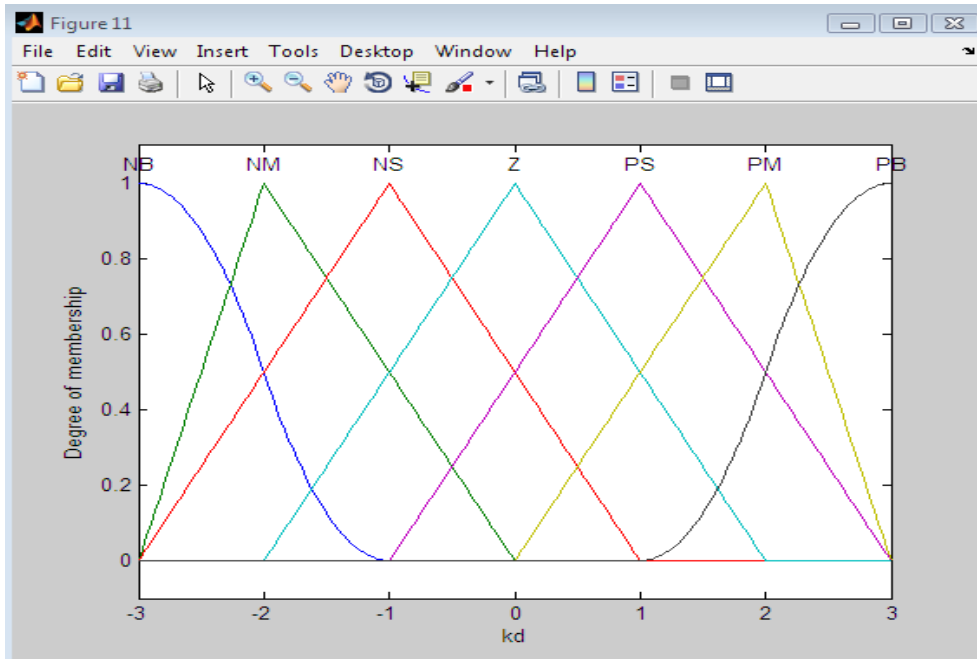 Figure 11
File Edit View Insert Tools Desktop Window Help
NB NM NS Z PS PM PB
1
0.8
0.6
0.4
0.2
0
Degree of membership
-3 -2 -1 0 1 2 3
kd